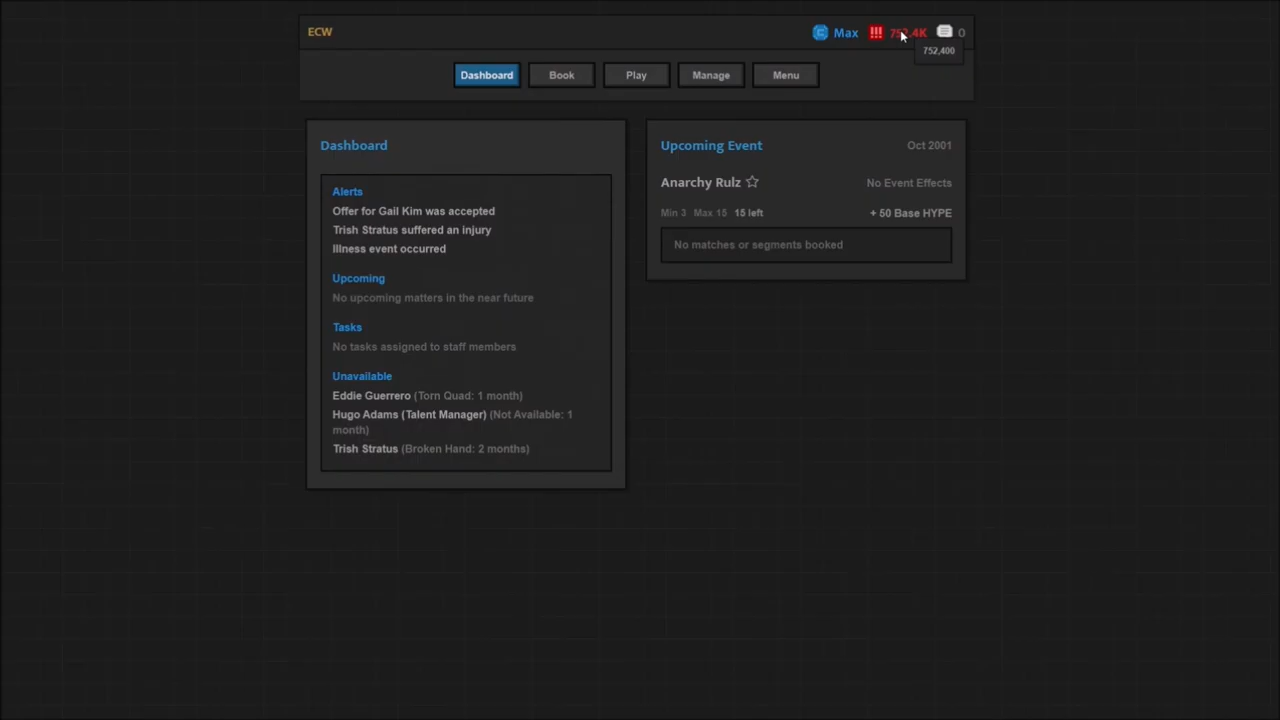 ECW
Max 752.4K 0
752,400
Dashboard Book Play Manage Menu
Dashboard
Alerts
Offer for Gail Kim was accepted
Trish Stratus suffered an injury
Illness event occurred
Upcoming
No upcoming matters in the near future
Tasks
No tasks assigned to staff members
Unavailable
Eddie Guerrero (Torn Quad: 1 month)
Hugo Adams (Talent Manager) (Not Available: 1
month)
Trish Stratus (Broken Hand: 2 months)
Upcoming Event Oct 2001
Anarchy Rulz No Event Effects
Min 3 Max 15 15 left + 50 Base HYPE
No matches or segments booked